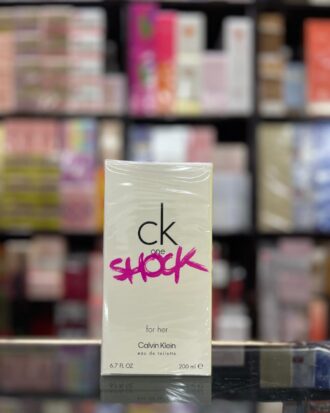 ck
one
SHOCK
for her
Calvin Klein
eau de toilette
6.7 FL OZ 200 ml e